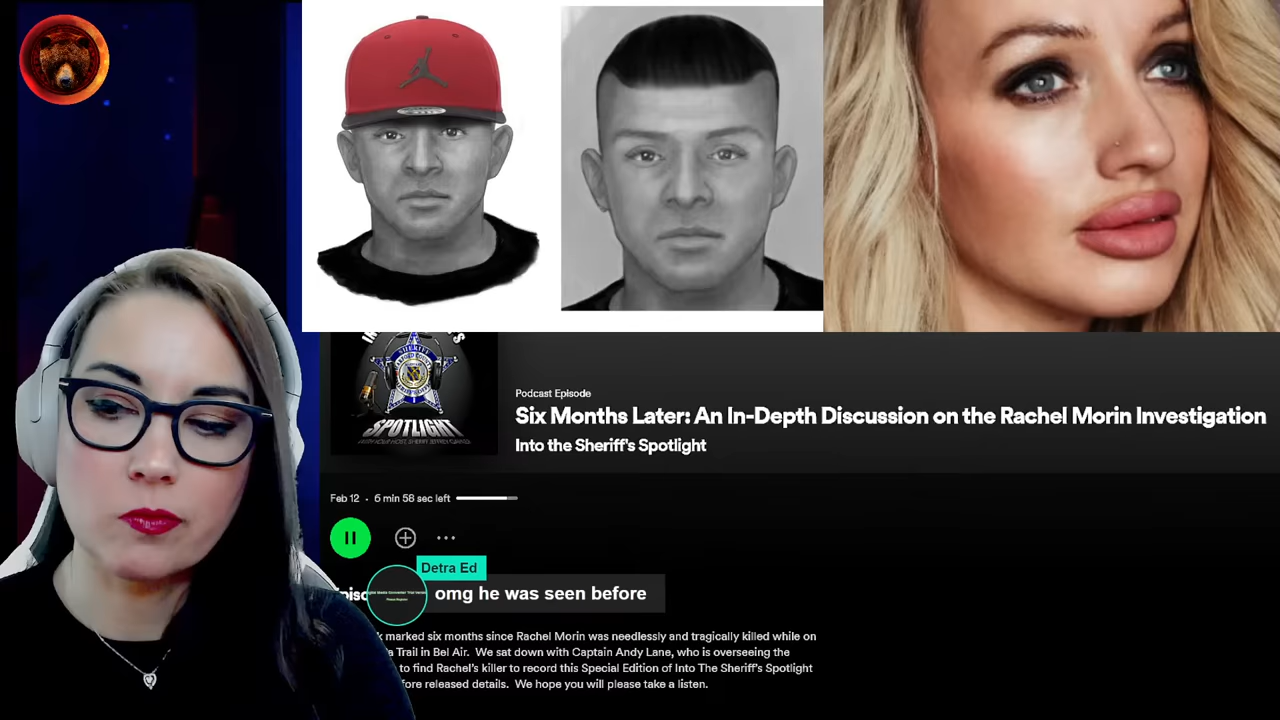 SHERIFF
SPOTLIGHT
Podcast Episode
Six Months Later: An In-Depth Discussion on the Rachel Morin Investigation
Into the Sheriff's Spotlight
Feb 12 • 6 min 58 sec left
Detra Ed
omg he was seen before
marked six months since Rachel Morin was needlessly and tragically killed while on
Trail in Bel Air. We sat down with Captain Andy Lane, who is overseeing the
to find Rachel's killer to record this Special Edition of Into The Sheriff's Spotlight
released details. We hope you will please take a listen.